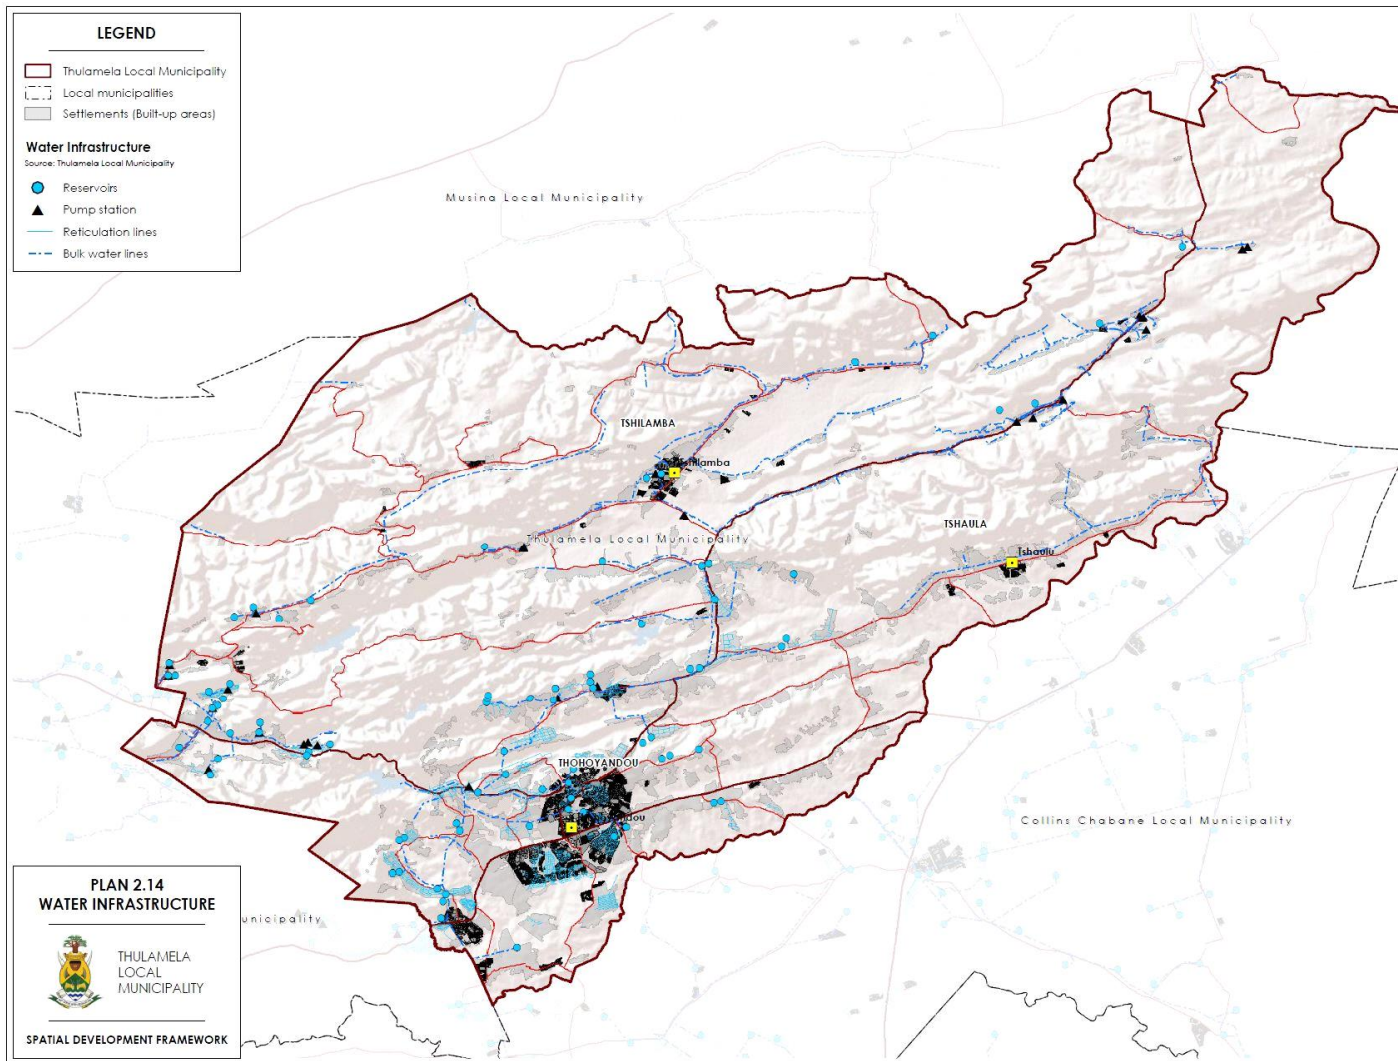 LEGEND
Thulamela Local Municipality
Local municipalities
Settlements (Built-up areas)
Water Infrastructure
Source: Thulamela Local Municipality
Reservoirs
Pump station
Reticulation lines
Bulk water lines
Musina Local Municipality
TSHILAMBA
Tshilamba
TSHAULA
Thulamela Local Municipality
Tshaulu
THOHOYANDOU
Collins Chabane Local Municipality
PLAN 2.14
WATER INFRASTRUCTURE
THULAMELA
LOCAL
MUNICIPALITY
SPATIAL DEVELOPMENT FRAMEWORK